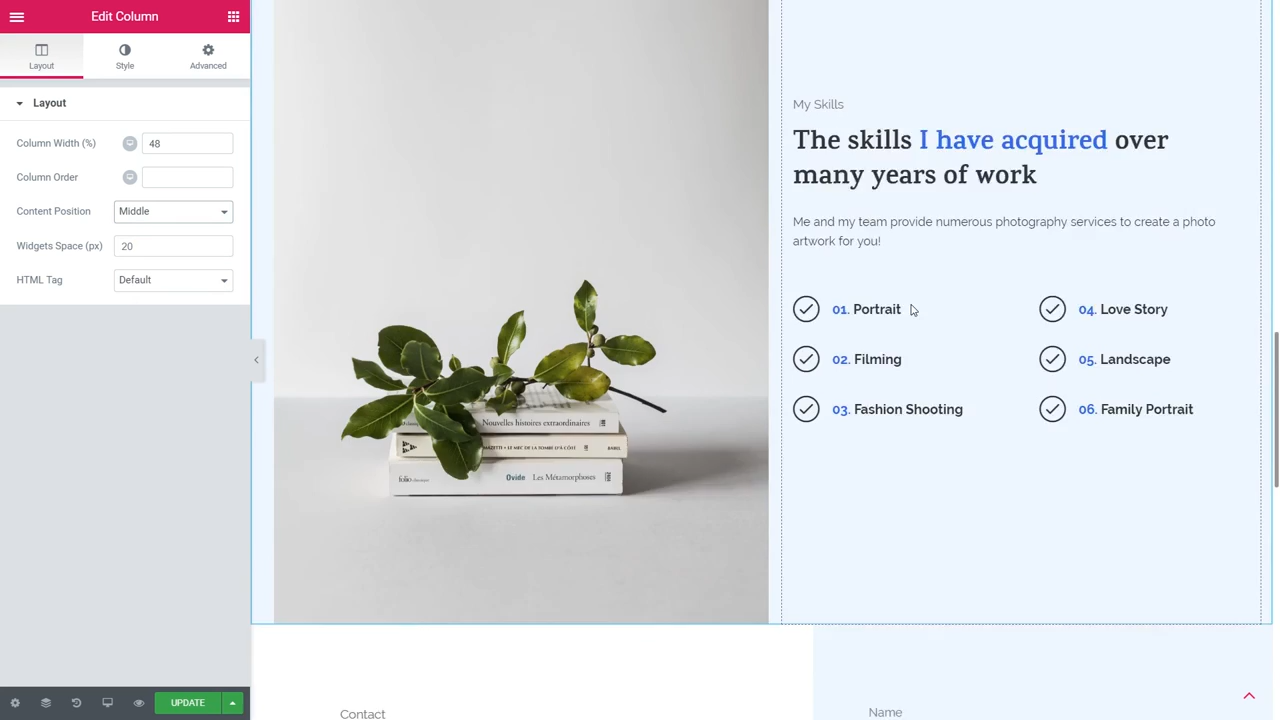 Edit Column
Layout
Style
Advanced
Layout
Column Width (%)
48
Column Order
Content Position
Middle
Widgets Space (px)
20
HTML Tag
Default
UPDATE
My Skills
The skills I have acquired over
many years of work
Me and my team provide numerous photography services to create a photo
artwork for you!
01. Portrait
04. Love Story
02. Filming
05. Landscape
03. Fashion Shooting
06. Family Portrait
Nouvelles histoires extraordinaires
Ovide Les Métamorphoses
Contact
Name